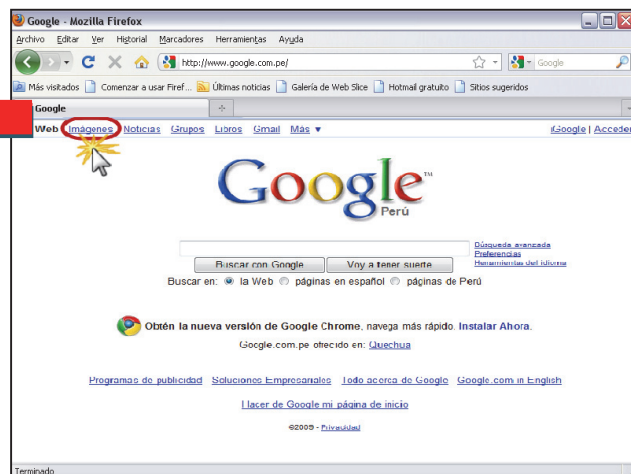 Google - Mozilla Firefox
Archivo Editar Ver Historial Marcadores Herramientas Ayuda
http://www.google.com.pe/ Google
Más visitados Comenzar a usar Firef... Últimas noticias Galería de Web Slice Hotmail gratuito Sitios sugeridos
Google
Web Imágenes Noticias Grupos Libros Gmail Más ▼ iGoogle | Acceder
Google™
Perú
Búsqueda avanzada
Preferencias
Herramientas del idioma
Buscar con Google Voy a tener suerte
Buscar en: la Web páginas en español páginas de Perú
Obtén la nueva versión de Google Chrome, navega más rápido. Instalar Ahora.
Google.com.pe ofrecido en: Quechua
Programas de publicidad Soluciones Empresariales Todo acerca de Google Google.com in English
Hacer de Google mi página de inicio
©2009 - Privacidad
Terminado